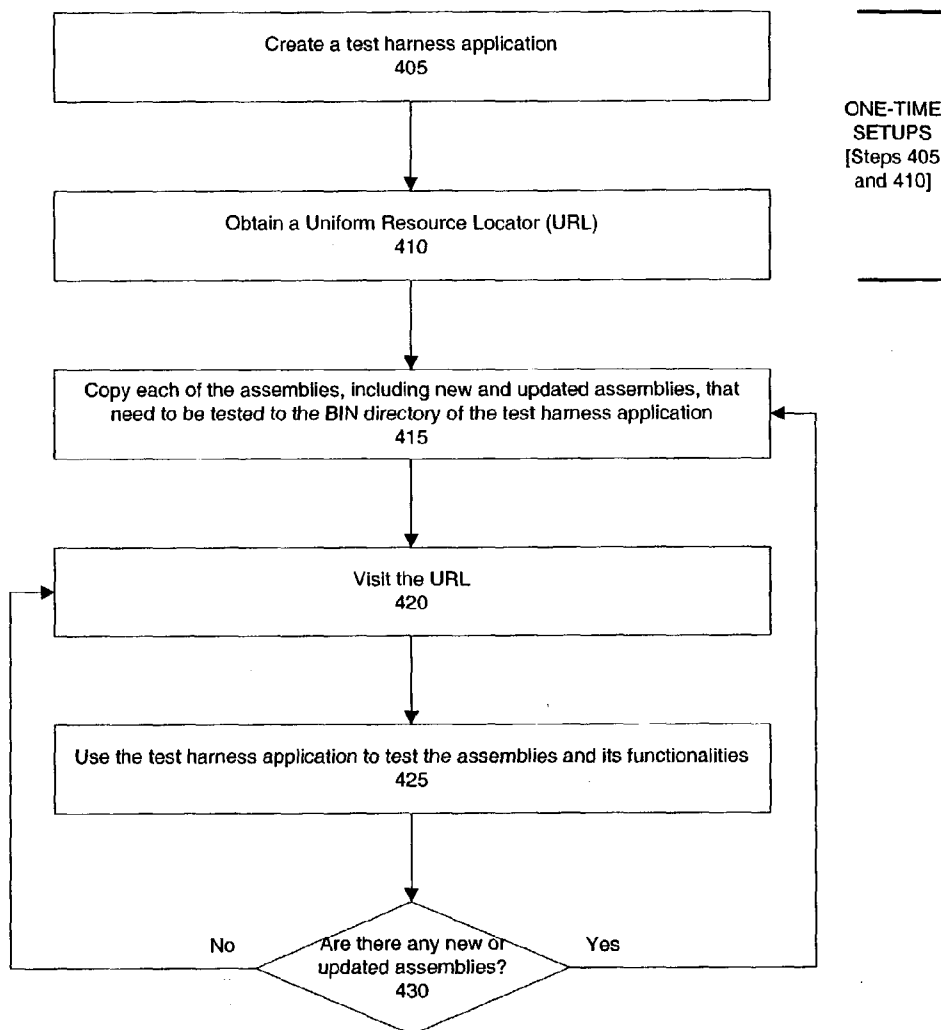 Create a test harness application
405
ONE-TIME
SETUPS
[Steps 405
and 410]
Obtain a Uniform Resource Locator (URL)
410
Copy each of the assemblies, including new and updated assemblies, that
need to be tested to the BIN directory of the test harness application
415
Visit the URL
420
Use the test harness application to test the assemblies and its functionalities
425
No
Are there any new or
updated assemblies?
430
Yes